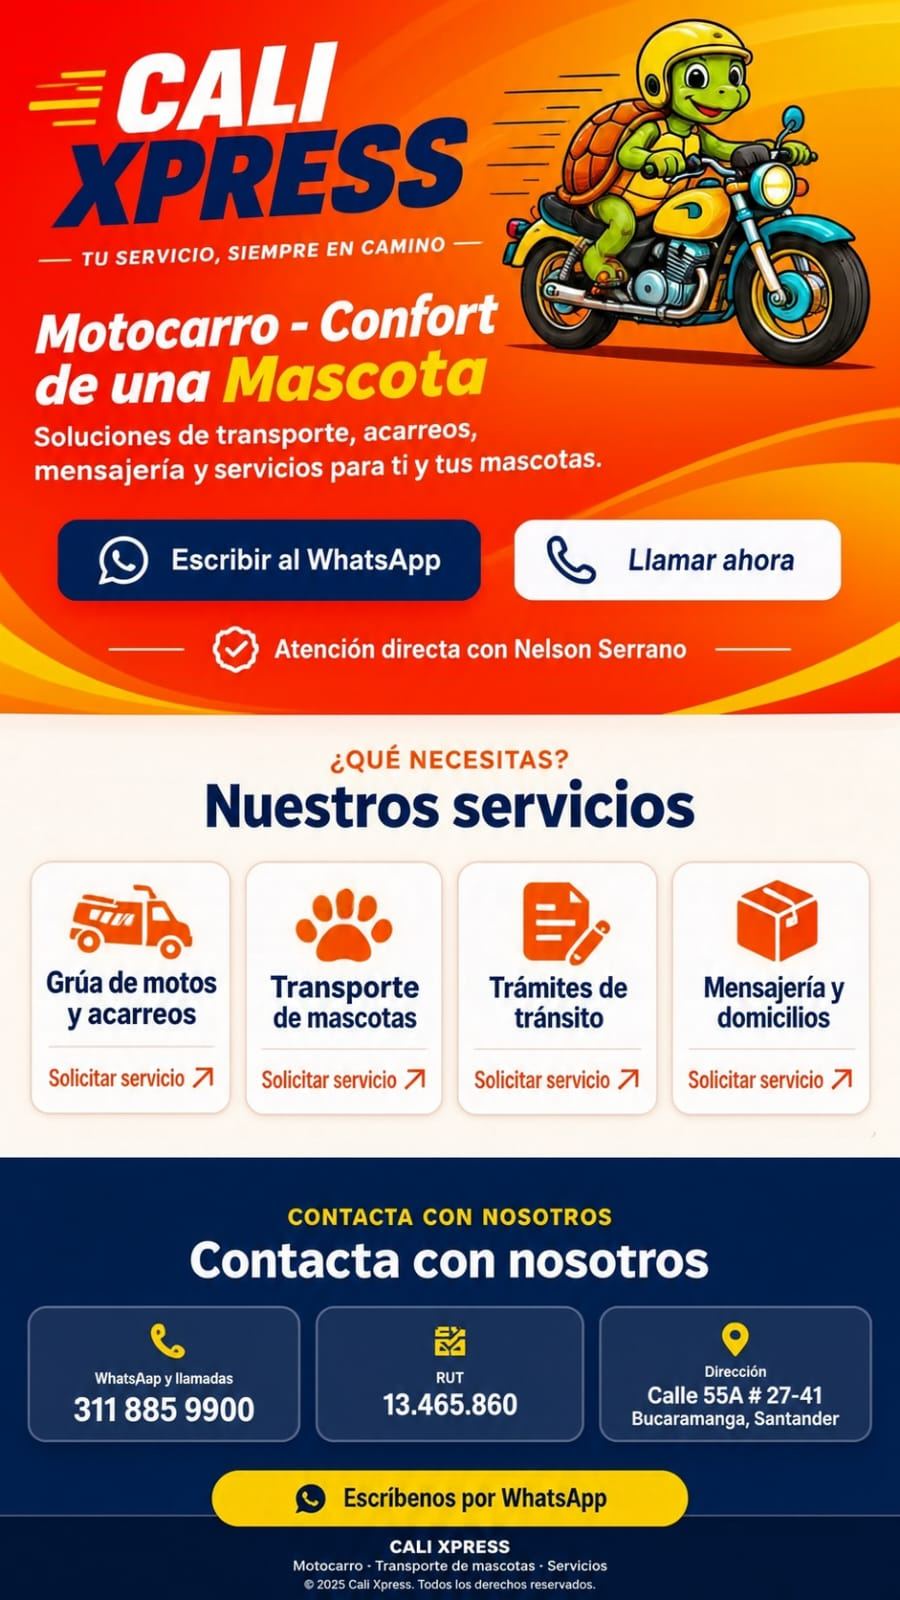 CALI
XPRESS
TU SERVICIO, SIEMPRE EN CAMINO
Motocarro - Confort
de una Mascota
Soluciones de transporte, acarreos,
mensajería y servicios para ti y tus mascotas.
Escribir al WhatsApp
Llamar ahora
Atención directa con Nelson Serrano
¿QUÉ NECESITAS?
Nuestros servicios
Grúa de motos
y acarreos
Solicitar servicio
Transporte
de mascotas
Solicitar servicio
Trámites de
tránsito
Solicitar servicio
Mensajería y
domicilios
Solicitar servicio
CONTACTA CON NOSOTROS
Contacta con nosotros
WhatsAap y llamadas
311 885 9900
RUT
13.465.860
Dirección
Calle 55A # 27-41
Bucaramanga, Santander
Escríbenos por WhatsApp
CALI XPRESS
Motocarro · Transporte de mascotas · Servicios
© 2025 Cali Xpress. Todos los derechos reservados.